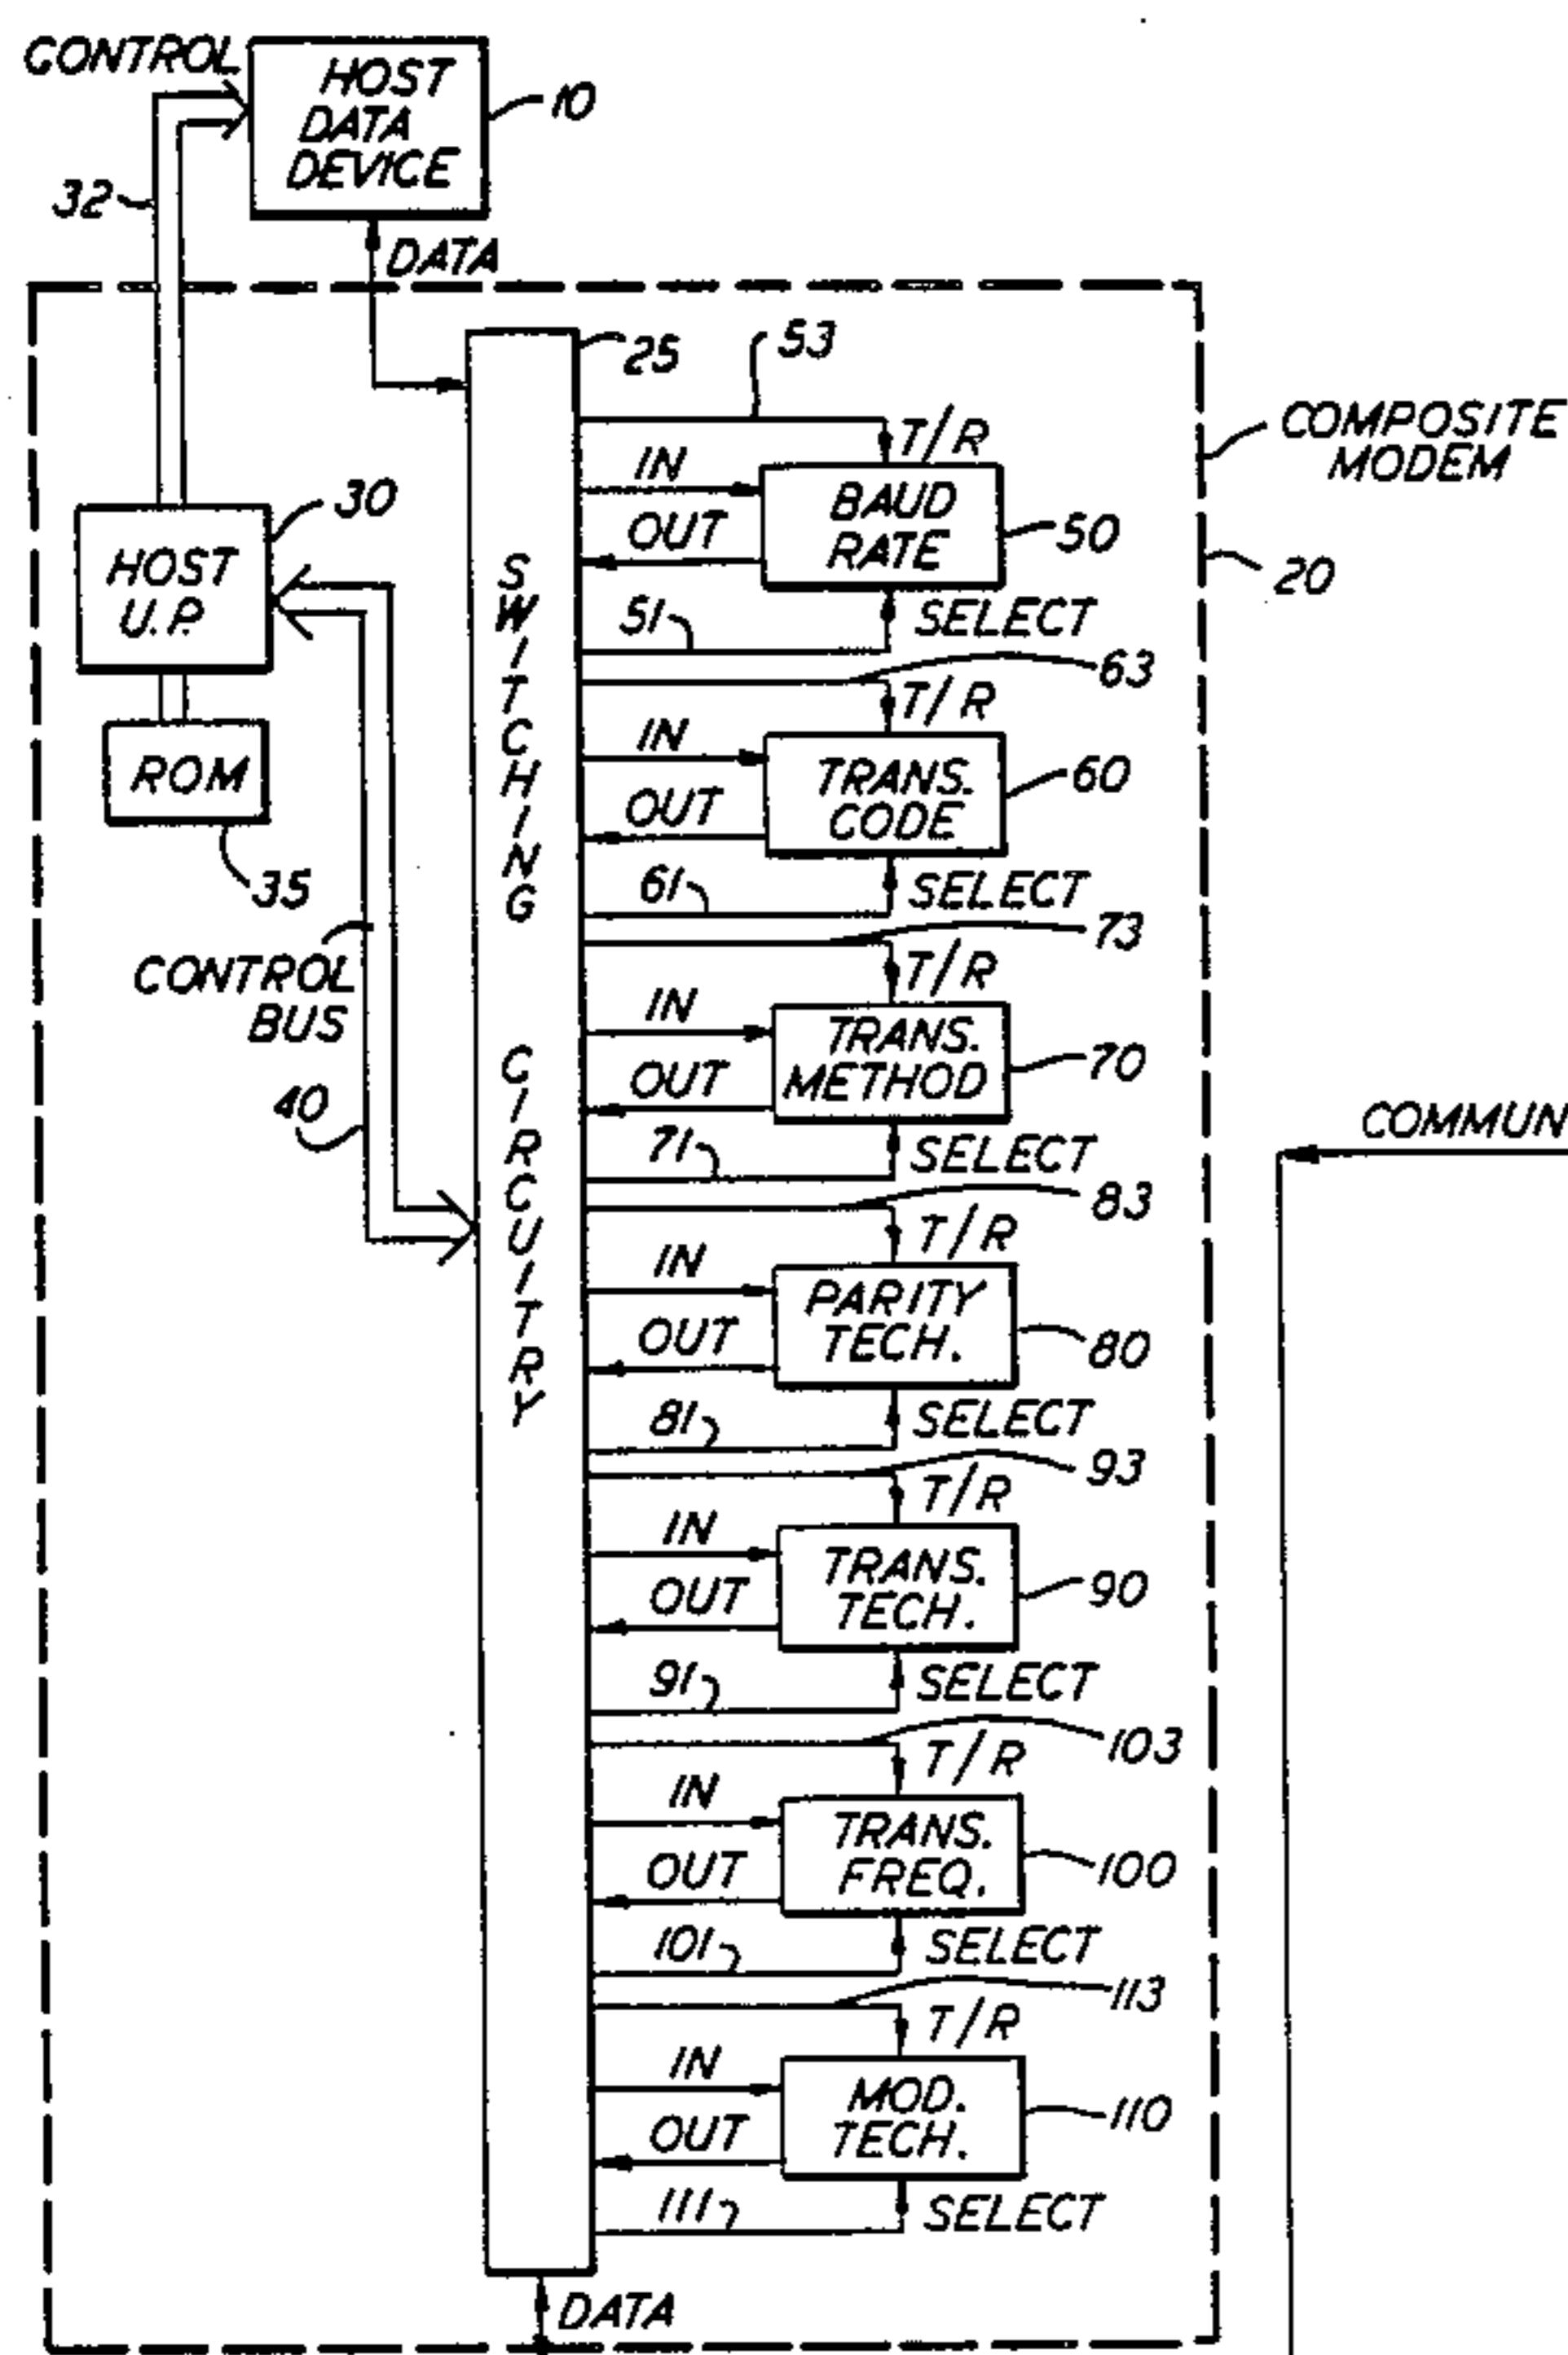 CONTROL
HOST
DATA
DEVICE
10
32
DATA
25
53
COMPOSITE
MODEM
20
T/R
IN
OUT
BAUD
RATE
50
30
HOST
U.P.
51
SELECT
63
T/R
IN
OUT
TRANS.
CODE
60
ROM
35
61
SELECT
73
SWITCHING
CIRCUITRY
CONTROL
BUS
40
T/R
IN
OUT
TRANS.
METHOD
70
71
SELECT
83
COMMUN
T/R
IN
OUT
PARITY
TECH.
80
81
SELECT
93
T/R
IN
OUT
TRANS.
TECH.
90
91
SELECT
103
T/R
IN
OUT
TRANS.
FREQ.
100
101
SELECT
113
T/R
IN
OUT
MOD.
TECH.
110
111
SELECT
DATA